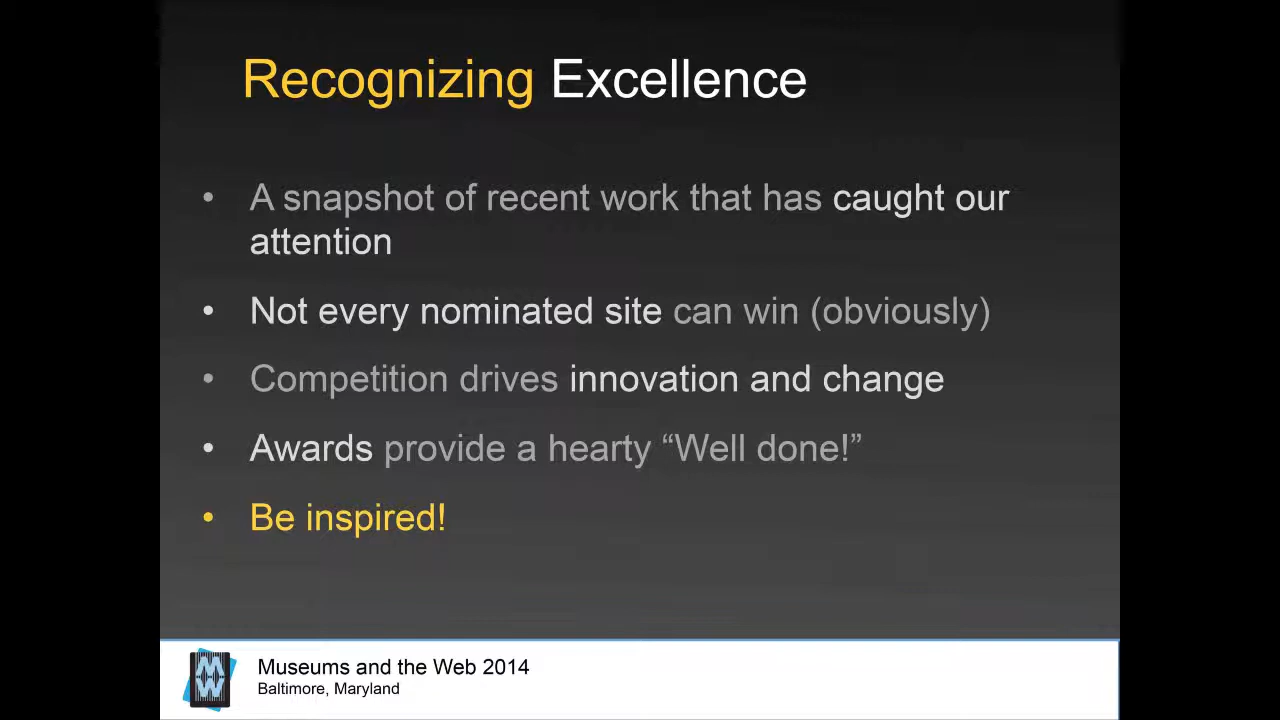 Recognizing Excellence
• A snapshot of recent work that has caught our
attention
• Not every nominated site can win (obviously)
• Competition drives innovation and change
• Awards provide a hearty “Well done!”
• Be inspired!
MW
Museums and the Web 2014
Baltimore, Maryland